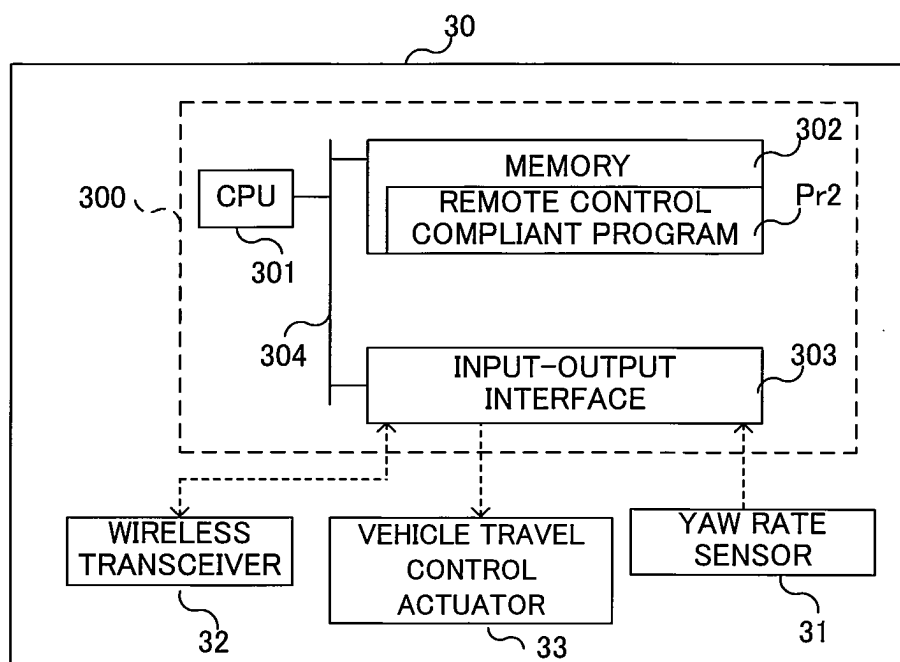 30
302
MEMORY
300
CPU
REMOTE CONTROL
COMPLIANT PROGRAM
Pr2
301
304
303
INPUT-OUTPUT
INTERFACE
WIRELESS
TRANSCEIVER
VEHICLE TRAVEL
CONTROL
ACTUATOR
YAW RATE
SENSOR
32
33
31